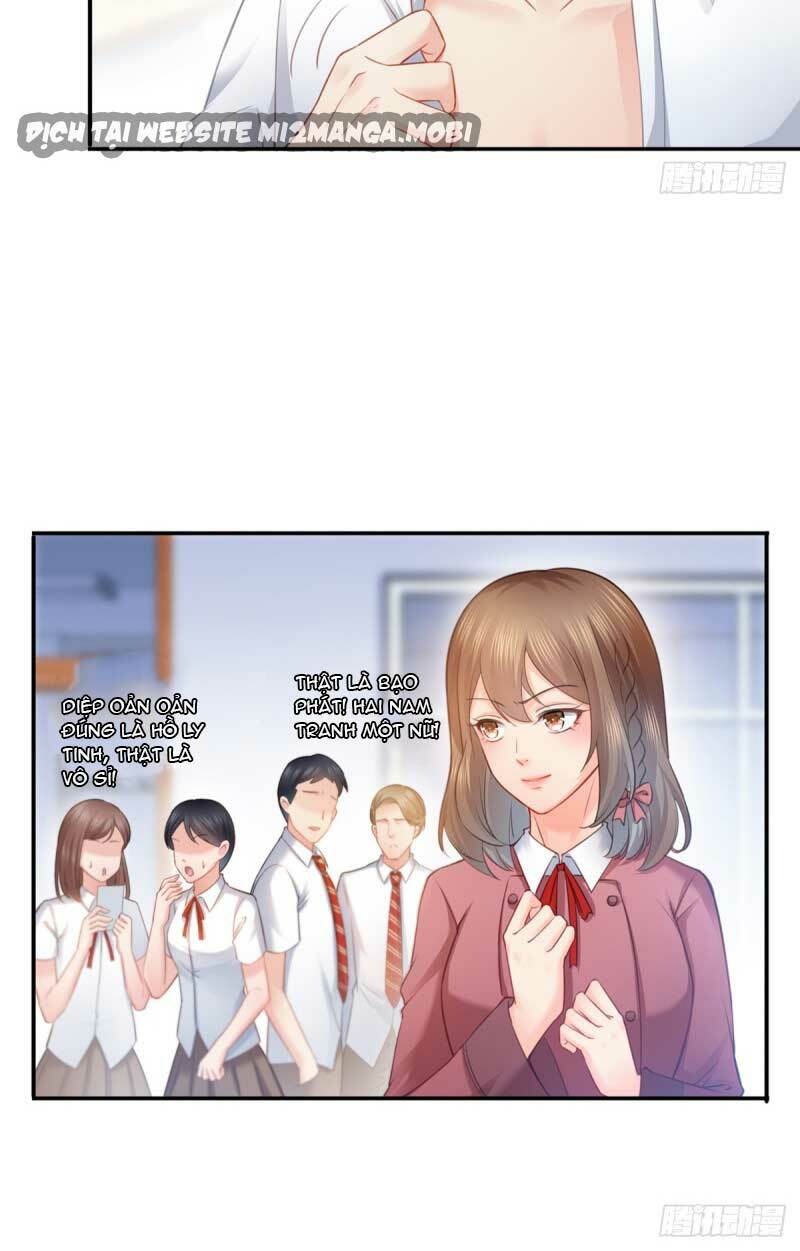 DỊCH TẠI WEBSITE MI2MANGA.MOBI
腾讯动漫
DIỆP OẢN OẢN
ĐÚNG LÀ HỒ LY
TINH, THẬT LÀ
VÔ SỈ!
THẬT LÀ BẠO
PHÁT! HAI NAM
TRANH MỘT NỮ!
腾讯动漫